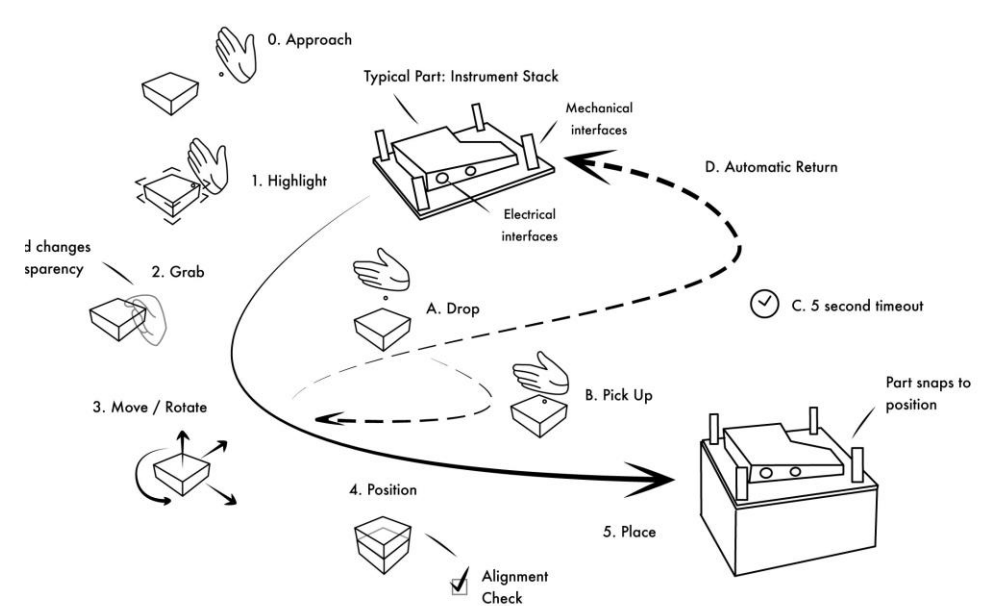 0. Approach
Typical Part: Instrument Stack
Mechanical
interfaces
D. Automatic Return
1. Highlight
Electrical
interfaces
changes
2. Grab
A. Drop
C. 5 second timeout
B. Pick Up
Part snaps to
position
3. Move / Rotate
4. Position
5. Place
Alignment
Check